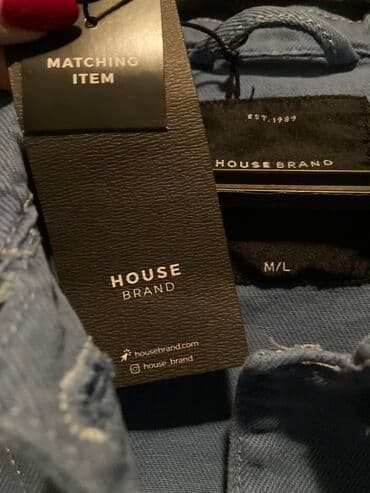 MATCHING
ITEM
EST. 1989
HOUSE BRAND
M/L
HOUSE
BRAND
housebrand.com
house_brand